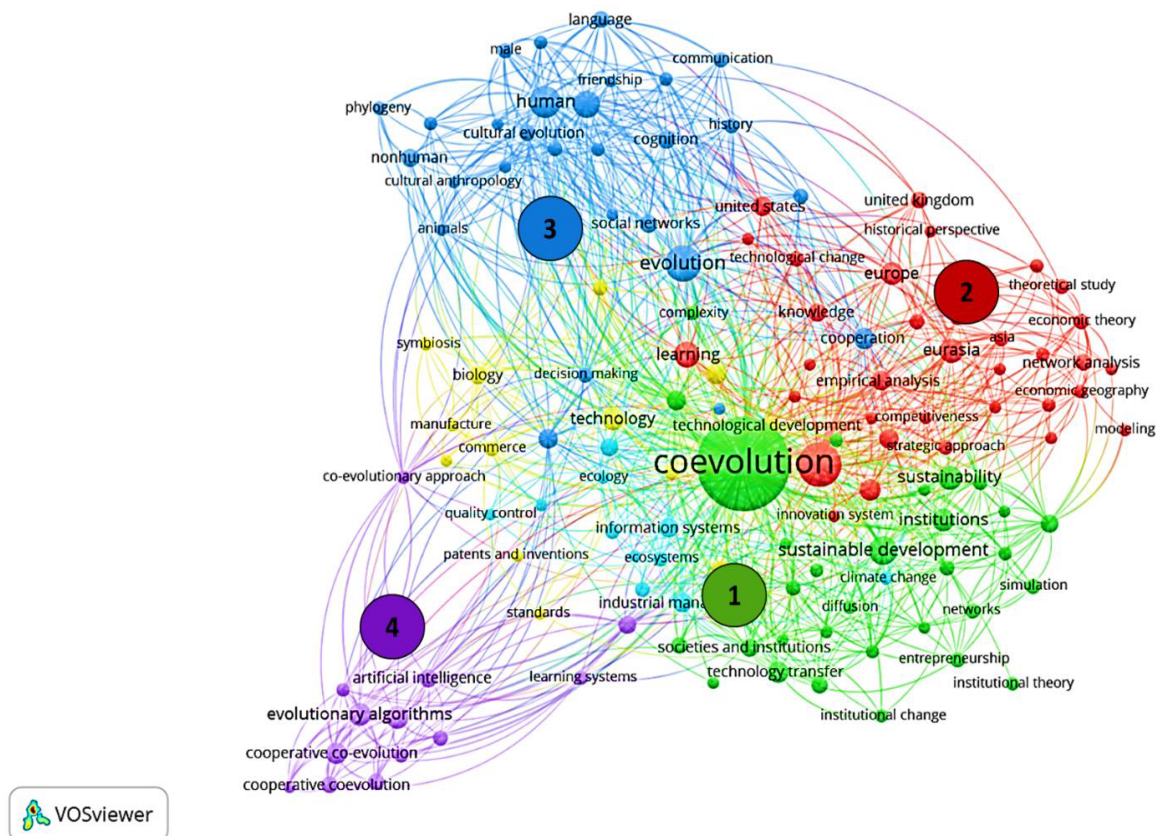 language
male
communication
friendship
human
phylogeny
cultural evolution
history
cognition
nonhuman
cultural anthropology
united states
united kingdom
animals
social networks
3
historical perspective
evolution
technological change
europe
2
theoretical study
complexity
knowledge
economic theory
symbiosis
cooperation
asia
learning
eurasia
network analysis
biology
decision making
empirical analysis
economic geography
technology
competitiveness
manufacture
technological development
modeling
commerce
strategic approach
coevolution
co-evolutionary approach
ecology
sustainability
quality control
innovation system
institutions
information systems
patents and inventions
ecosystems
sustainable development
climate change
simulation
industrial mana
1
standards
diffusion
networks
4
societies and institutions
entrepreneurship
artificial intelligence
learning systems
technology transfer
institutional theory
evolutionary algorithms
institutional change
cooperative co-evolution
cooperative coevolution
VOSviewer